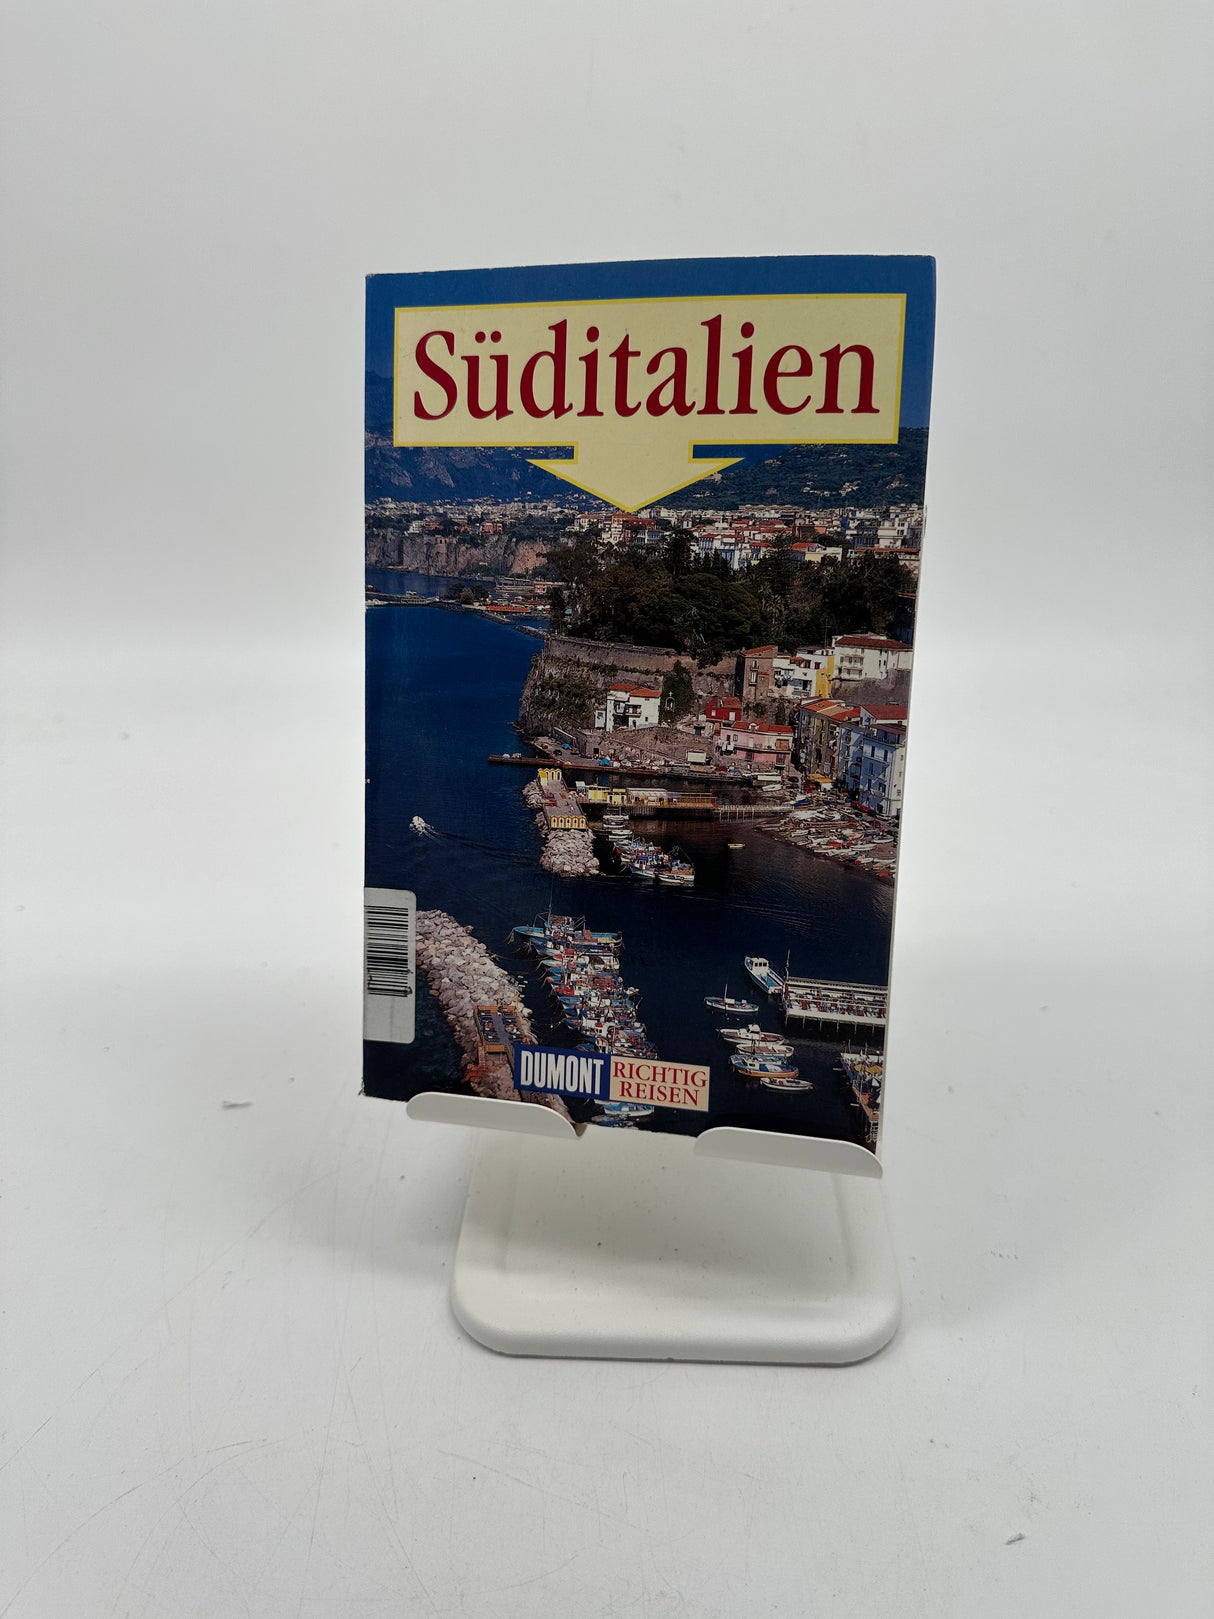 Süditalien
DUMONT RICHTIG
REISEN